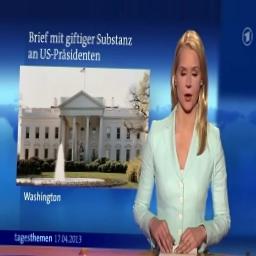 Brief mit giftiger Substanz
an US-Präsidenten
Washington
tagesthemen 17.04.2013